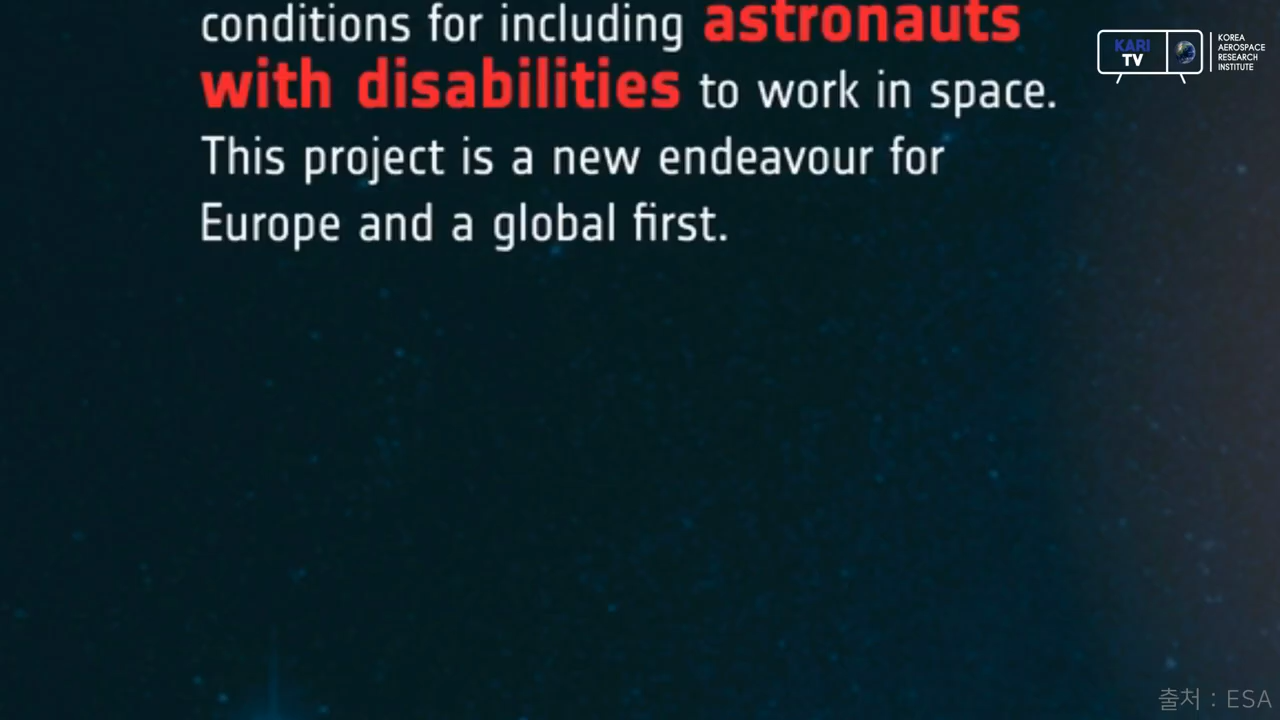 conditions for including astronauts
with disabilities to work in space.
This project is a new endeavour for
Europe and a global first.
KARI
TV
KOREA
AEROSPACE
RESEARCH
INSTITUTE
출처 : ESA